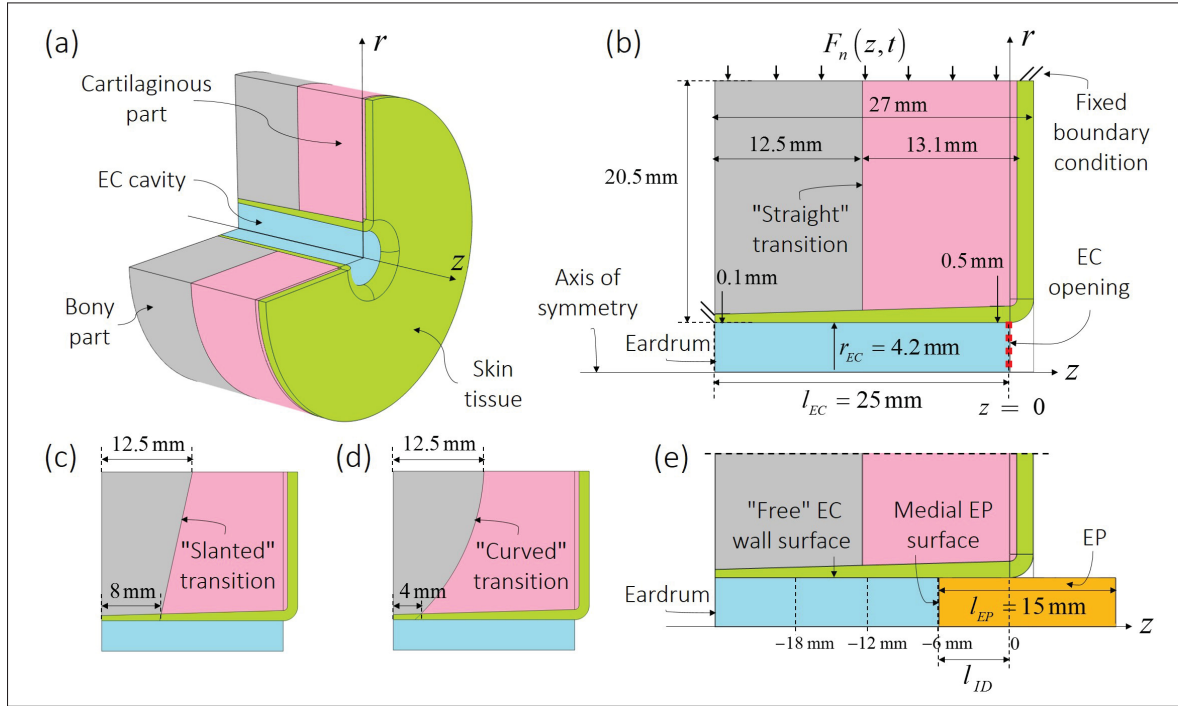 (a)
r
Cartilaginous
part
EC cavity
z
Bony
part
Skin
tissue
(b)
F_n(z,t)
r
27 mm
Fixed
boundary
condition
12.5 mm
13.1 mm
20.5 mm
"Straight"
transition
0.1 mm
0.5 mm
EC
opening
Axis of
symmetry
Eardrum
r_EC = 4.2 mm
z
l_EC = 25 mm
z = 0
(c)
12.5 mm
"Slanted"
transition
8 mm
(d)
12.5 mm
"Curved"
transition
4 mm
(e)
"Free" EC
wall surface
Medial EP
surface
EP
Eardrum
l_EP = 15 mm
z
−18 mm
−12 mm
−6 mm
0
l_ID